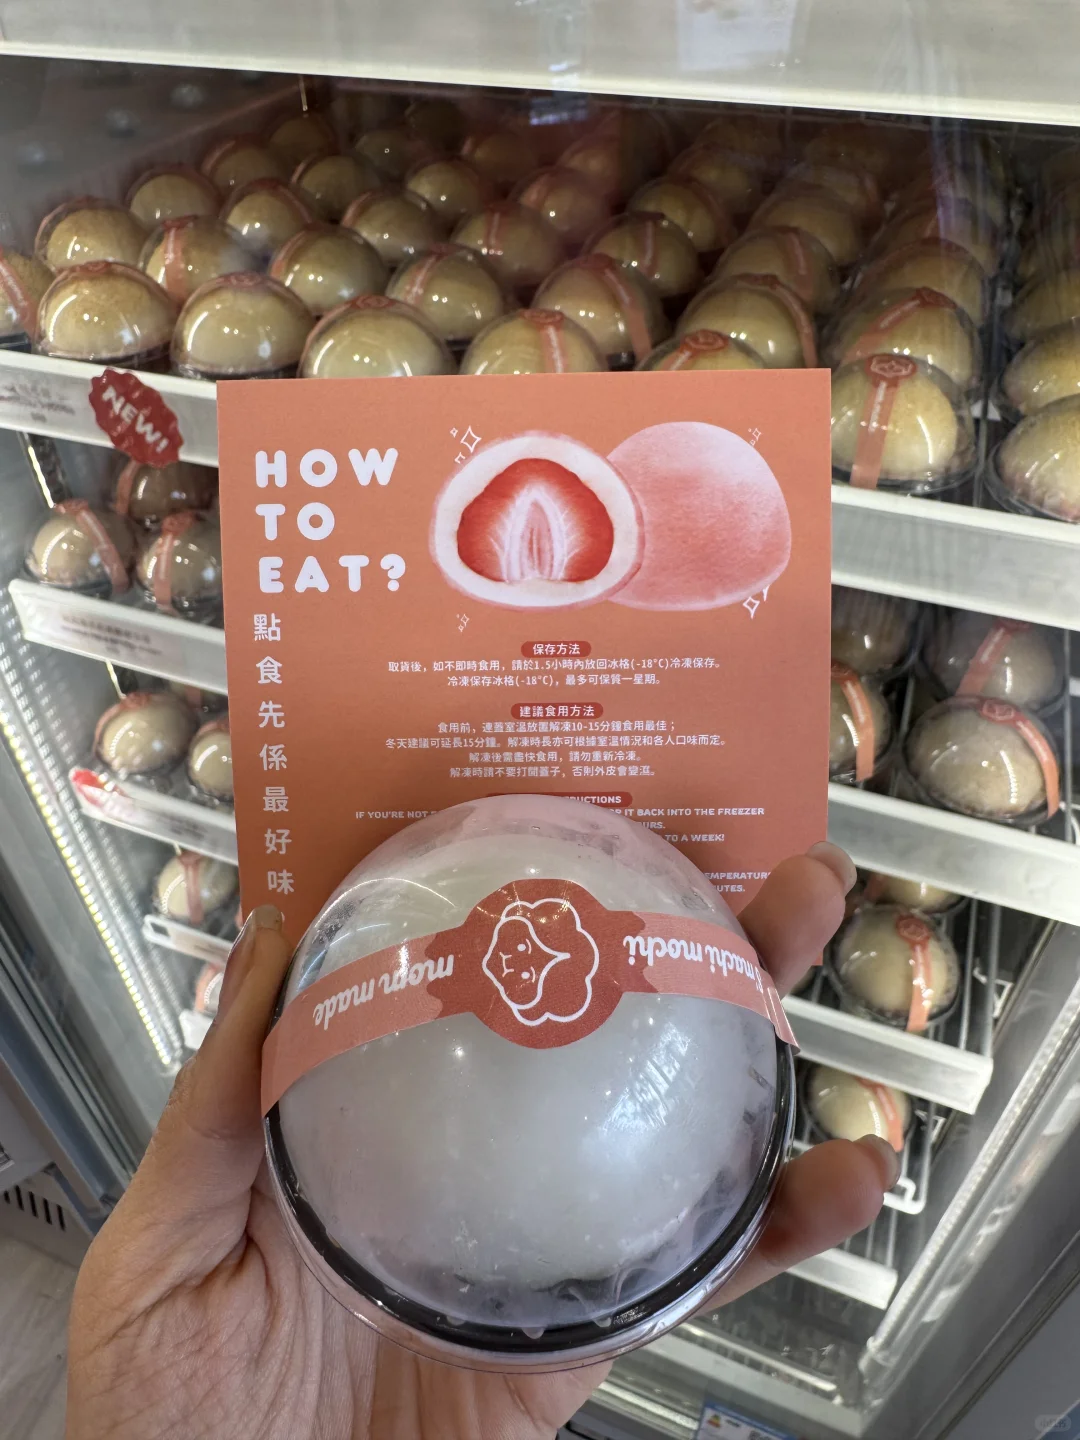 NEW!
HOW
TO
EAT?
點食先係最好味
保存方法
取貨後，如不即時食用，請於1.5小時內放回冰格(-18°C)冷凍保存。
冷凍保存冰格(-18°C)，最多可保質一星期。
建議食用方法
食用前，連蓋室溫放置解凍10-15分鐘食用最佳；
冬天建議可延長15分鐘。解凍時長亦可根據室溫情況和各人口味而定。
解凍後需盡快食用，請勿重新冷凍。
解凍時請不要打開蓋子，否則外皮會變濕。
IF YOU'RE NOT IT BACK INTO THE FREEZER
TO A WEEK!
mom made
machi mochi